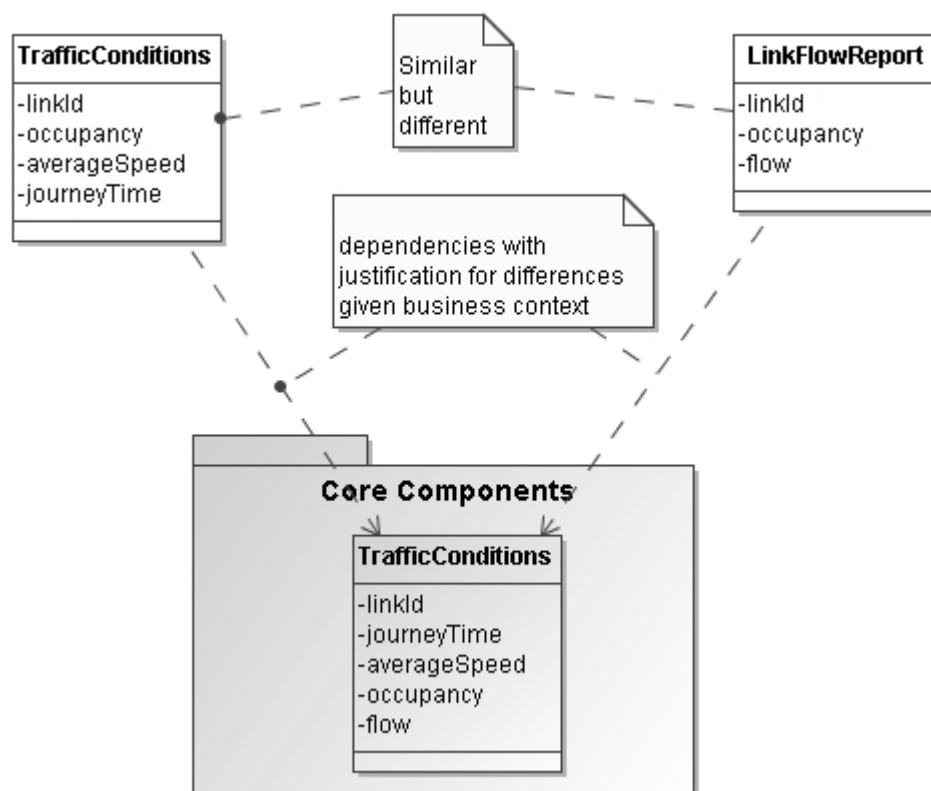 TrafficConditions
-linkId
-occupancy
-averageSpeed
-journeyTime
Similar
but
different
LinkFlowReport
-linkId
-occupancy
-flow
dependencies with
justification for differences
given business context
Core Components
TrafficConditions
-linkId
-journeyTime
-averageSpeed
-occupancy
-flow